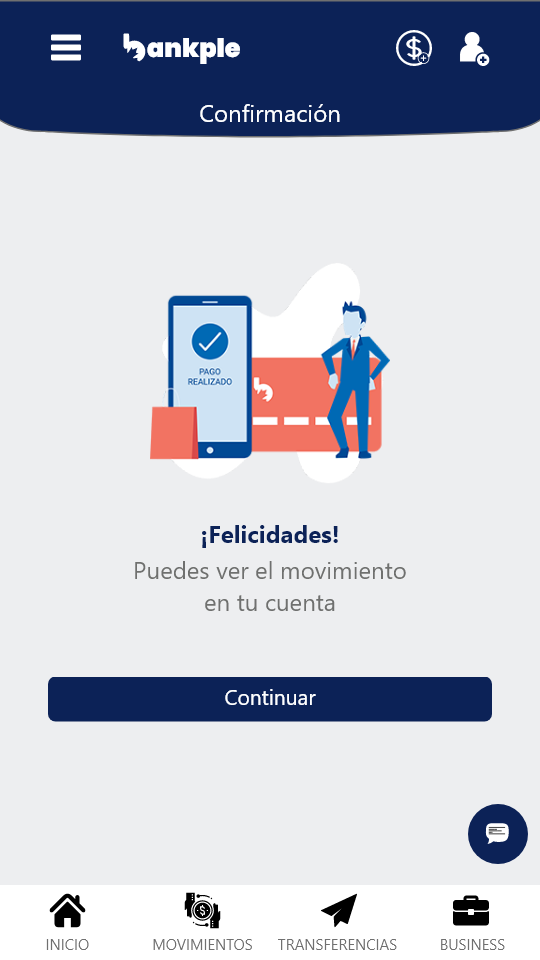 bankple
Confirmación
PAGO
REALIZADO
¡Felicidades!
Puedes ver el movimiento
en tu cuenta
Continuar
INICIO
MOVIMIENTOS
TRANSFERENCIAS
BUSINESS